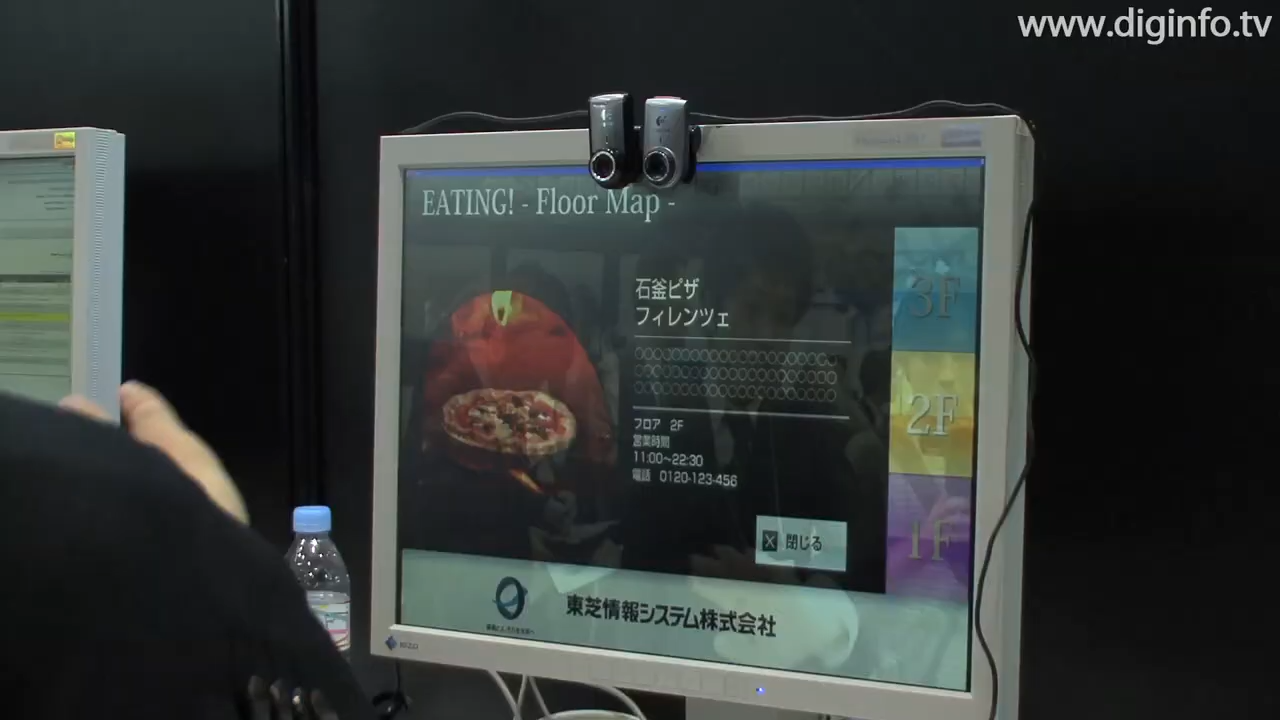 www.diginfo.tv
EATING! - Floor Map -
石釜ピザ
フィレンツェ
フロア 2F
営業時間
11:00~22:30
電話 0120-123-456
3F
2F
1F
X 閉じる
東芝情報システム株式会社
EIZO